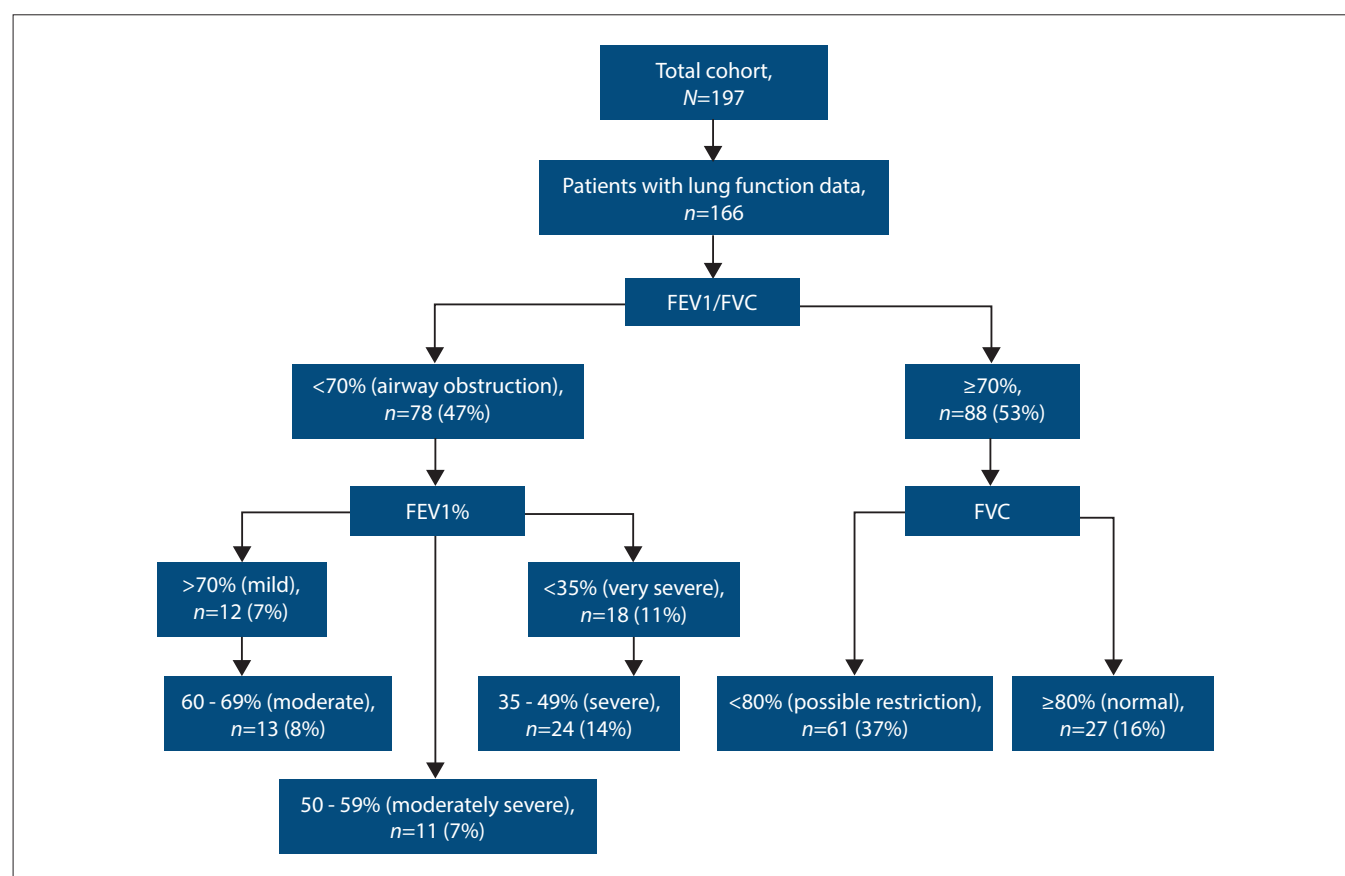 Total cohort,
N=197
Patients with lung function data,
n=166
FEV1/FVC
<70% (airway obstruction),
n=78 (47%)
≥70%,
n=88 (53%)
FEV1%
FVC
>70% (mild),
n=12 (7%)
<35% (very severe),
n=18 (11%)
60 - 69% (moderate),
n=13 (8%)
35 - 49% (severe),
n=24 (14%)
<80% (possible restriction),
n=61 (37%)
≥80% (normal),
n=27 (16%)
50 - 59% (moderately severe),
n=11 (7%)